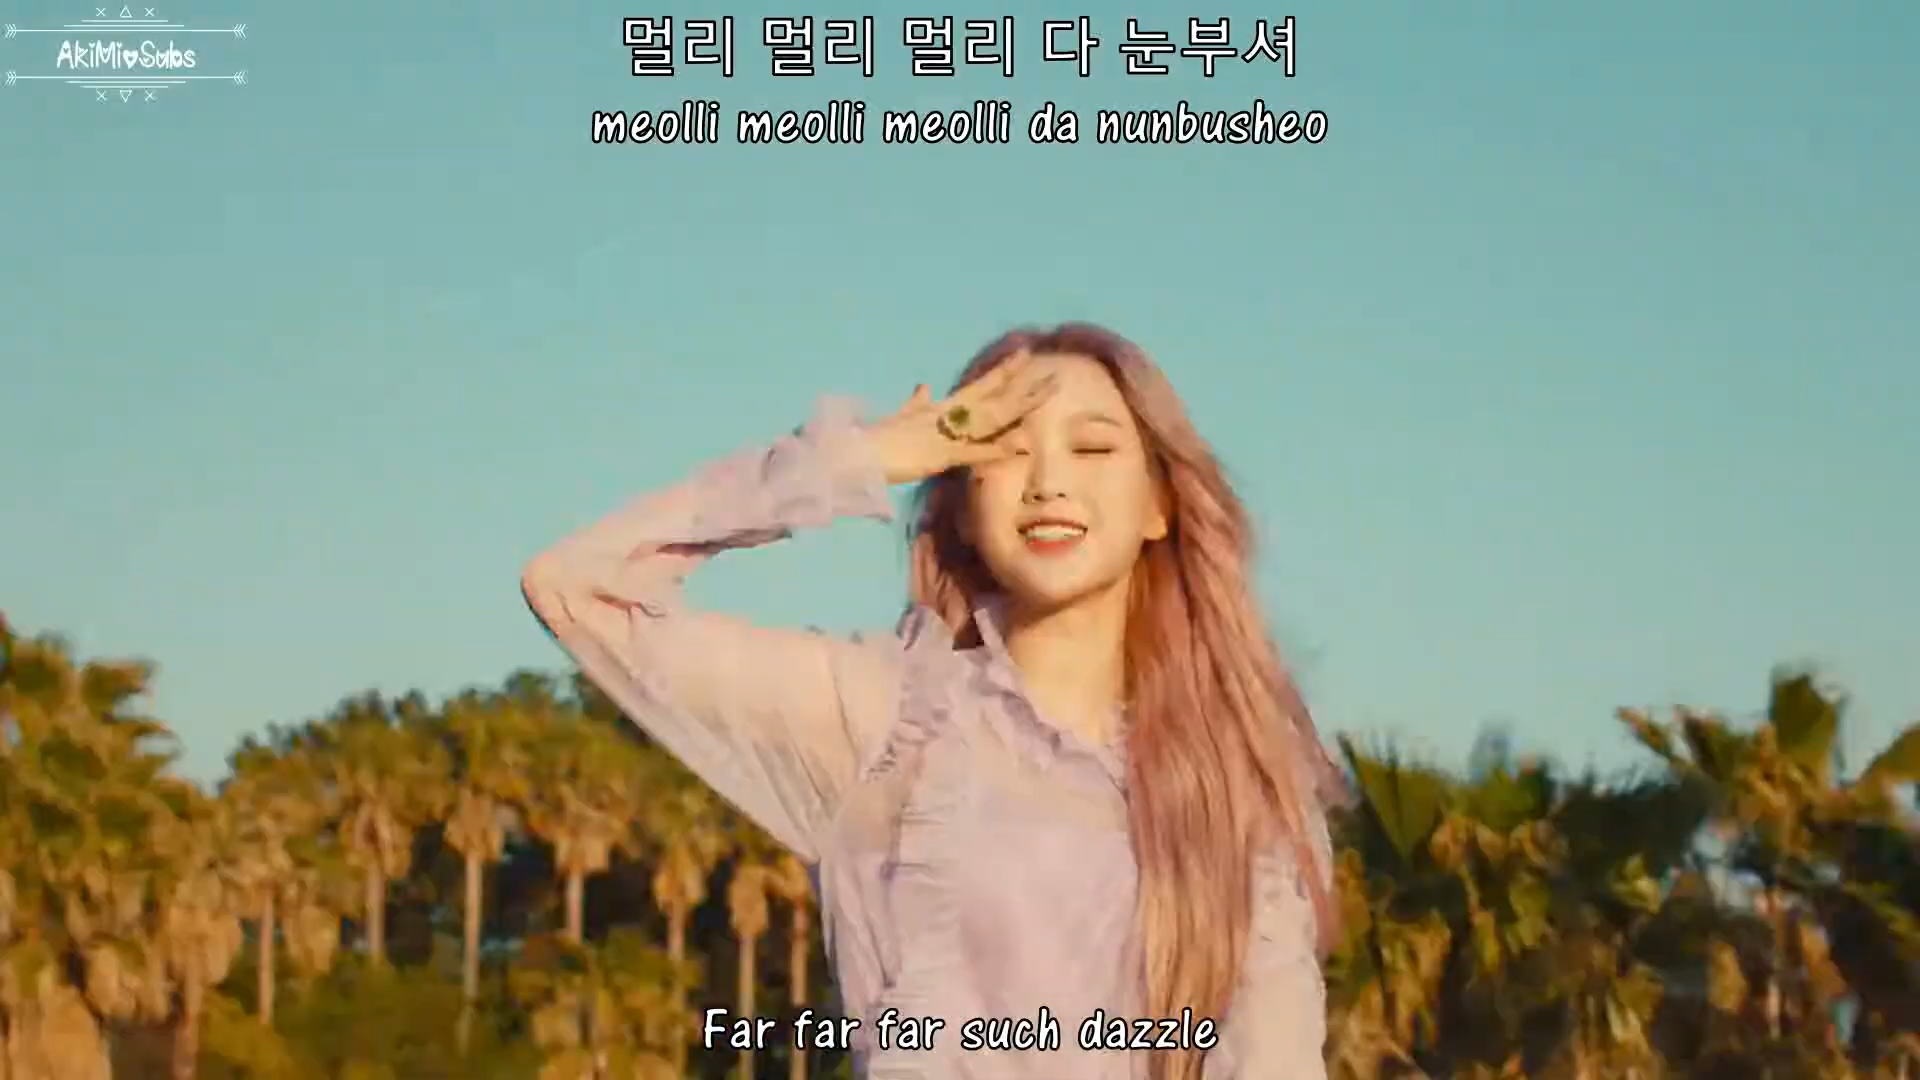 AkiMi♥Subs
멀리 멀리 멀리 다 눈부셔
meolli meolli meolli da nunbusheo
Far far far such dazzle